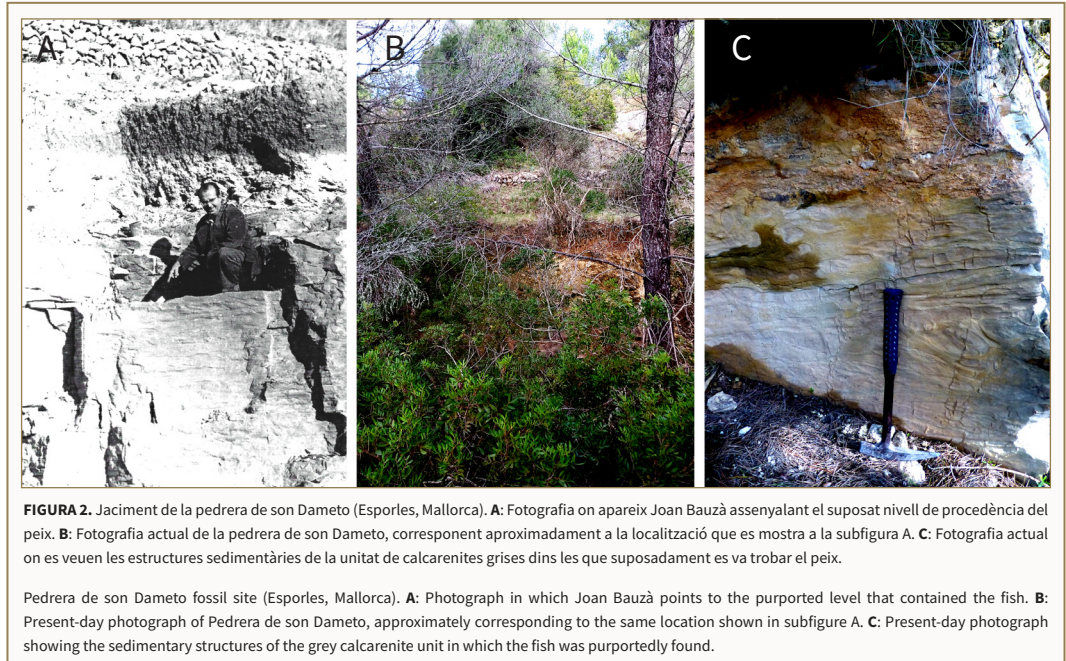 A
B
C
FIGURA 2. Jaciment de la pedrera de son Dameto (Esporles, Mallorca). A: Fotografia on apareix Joan Bauzà assenyalant el suposat nivell de procedència del
peix. B: Fotografia actual de la pedrera de son Dameto, corresponent aproximadament a la localització que es mostra a la subfigura A. C: Fotografia actual
on es veuen les estructures sedimentàries de la unitat de calcarenites grises dins les que suposadament es va trobar el peix.
Pedrera de son Dameto fossil site (Esporles, Mallorca). A: Photograph in which Joan Bauzà points to the purported level that contained the fish. B:
Present-day photograph of Pedrera de son Dameto, approximately corresponding to the same location shown in subfigure A. C: Present-day photograph
showing the sedimentary structures of the grey calcarenite unit in which the fish was purportedly found.